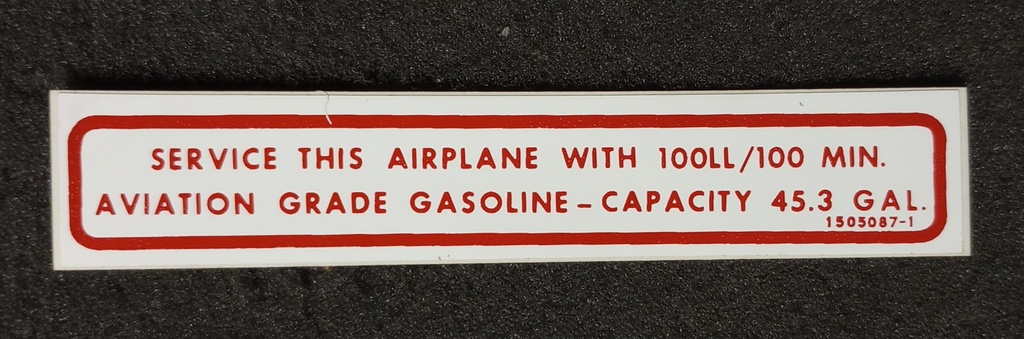 SERVICE THIS AIRPLANE WITH 100LL/100 MIN.
AVIATION GRADE GASOLINE – CAPACITY 45.3 GAL.
1505087-1